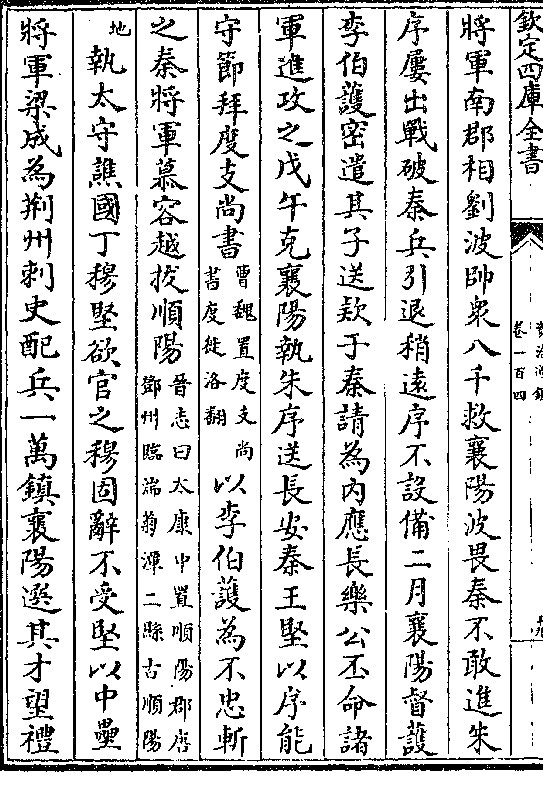 欽定四庫全書
卷一百四
將軍南郡相劉波帥衆八千救襄陽波畏秦不敢進朱
序屢出戰破秦兵引退稍遠序不設備二月襄陽督護
李伯護密遣其子送欵于秦請為内應長樂公丕命諸
軍進攻之戊午克襄陽執朱序送長安秦王堅以序能
守節拜度支尚書曹魏置度支尚書度徒洛翻以李伯護為不忠斬
之秦將軍慕容越拔順陽晉志曰太康中置順陽郡唐鄧州臨湍菊潭二縣古順陽
地執太守譙國丁穆堅欲官之穆固辭不受堅以中壘
將軍梁成為荆州刺史配兵一萬鎮襄陽選其才望禮